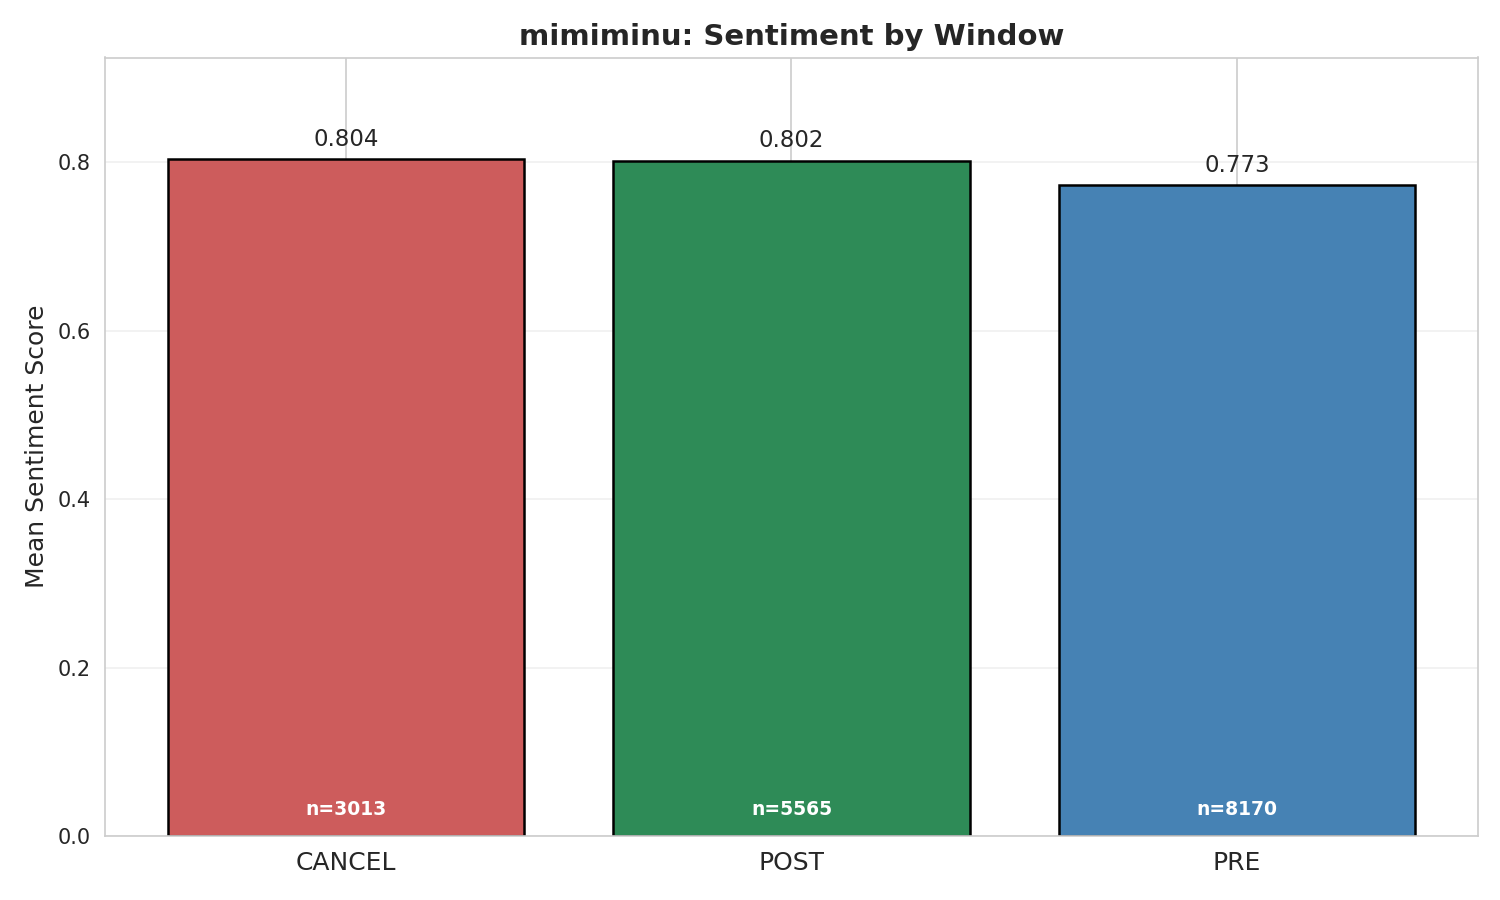 mimiminu: Sentiment by Window
Mean Sentiment Score
0.8
0.6
0.4
0.2
0.0
0.804
0.802
0.773
n=3013
n=5565
n=8170
CANCEL
POST
PRE